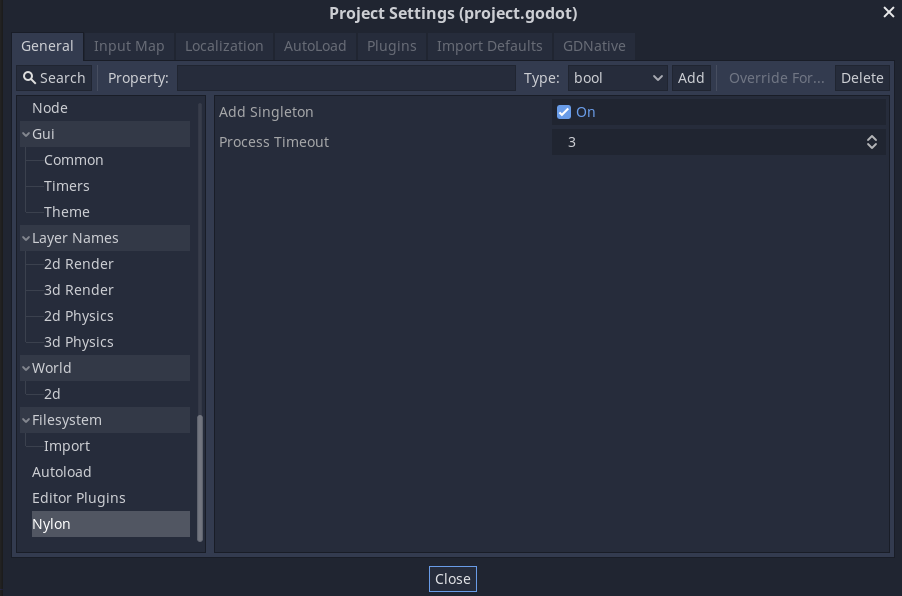 Project Settings (project.godot)
General Input Map Localization AutoLoad Plugins Import Defaults GDNative
Search Property: Type: bool Add Override For... Delete
Node
Gui
Common
Timers
Theme
Layer Names
2d Render
3d Render
2d Physics
3d Physics
World
2d
Filesystem
Import
Autoload
Editor Plugins
Nylon
Add Singleton On
Process Timeout 3
Close